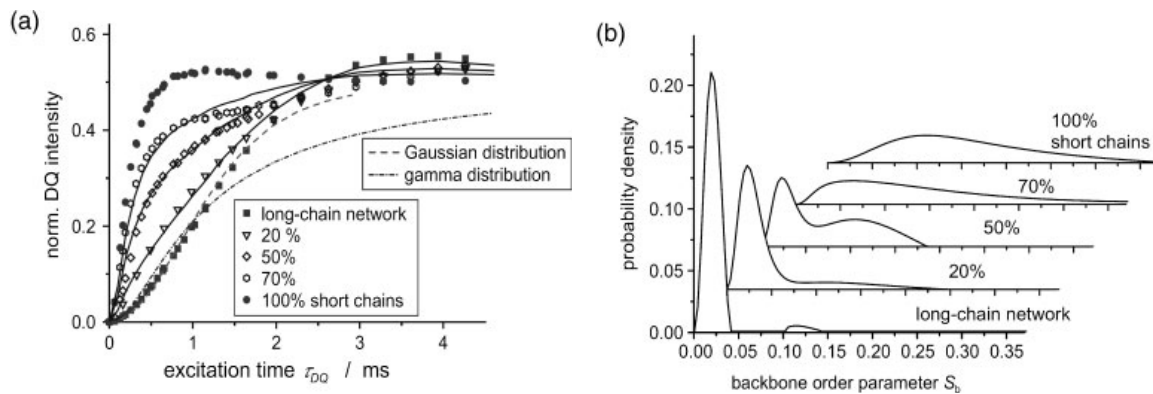 (a)
norm. DQ intensity
0.6
0.4
0.2
0.0
Gaussian distribution
gamma distribution
long-chain network
20 %
50%
70%
100% short chains
0 1 2 3 4
excitation time τDQ / ms
(b)
probability density
0.20
0.15
0.10
0.05
0.00
100%
short chains
70%
50%
20%
long-chain network
0.00 0.05 0.10 0.15 0.20 0.25 0.30 0.35
backbone order parameter Sb